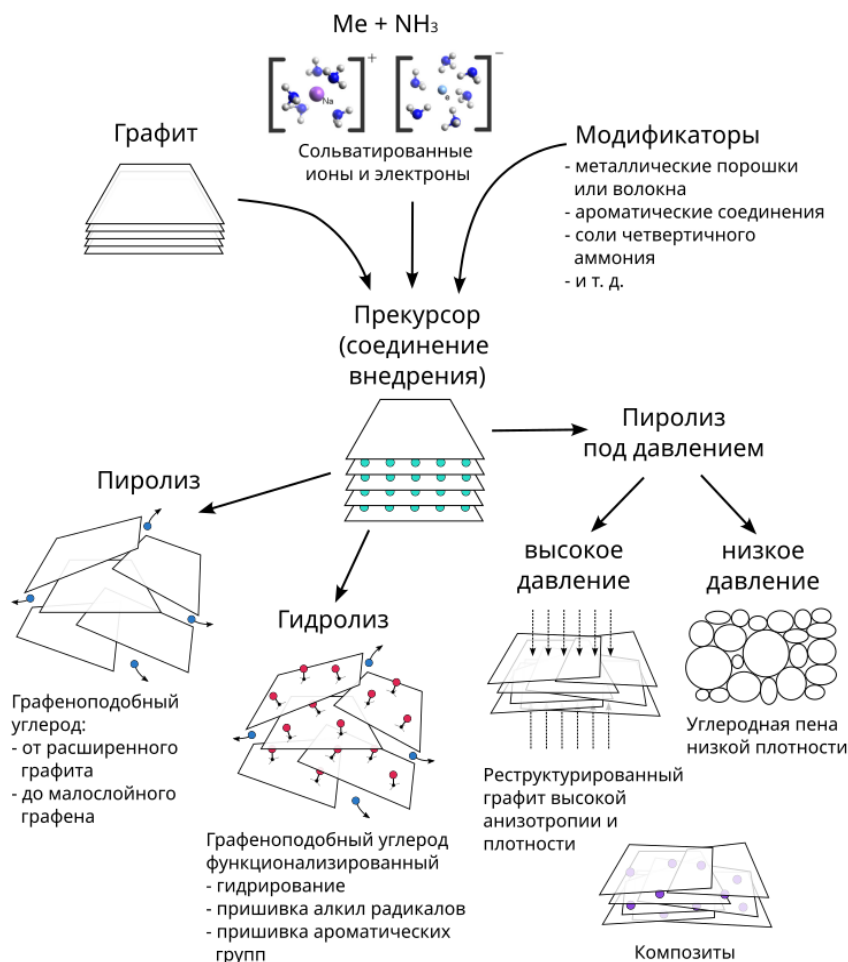 Me + NH₃
+
−
Na
e
Сольватированные
ионы и электроны
Графит
Модификаторы
- металлические порошки
или волокна
- ароматические соединения
- соли четвертичного
аммония
- и т. д.
Прекурсор
(соединение
внедрения)
Пиролиз
под давлением
Пиролиз
Графеноподобный
углерод:
- от расширенного
графита
- до малослойного
графена
Гидролиз
Графеноподобный углерод
функционализированный
- гидрирование
- пришивка алкил радикалов
- пришивка ароматических
групп
высокое
давление
Реструктурированный
графит высокой
анизотропии и
плотности
низкое
давление
Углеродная пена
низкой плотности
Композиты